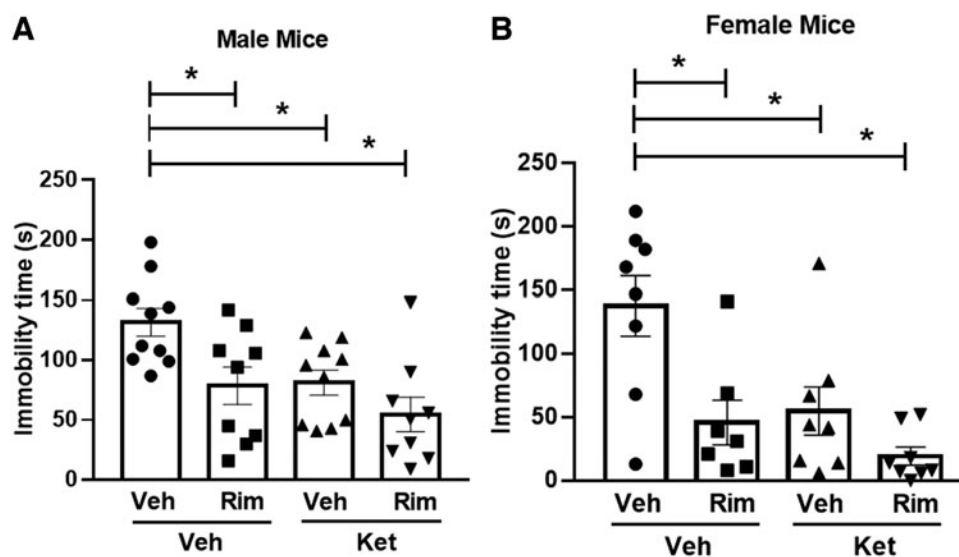 A
Male Mice
*
*
*
Immobility time (s)
250
200
150
100
50
0
Veh Rim Veh Rim
Veh Ket
B
Female Mice
*
*
*
Immobility time (s)
250
200
150
100
50
0
Veh Rim Veh Rim
Veh Ket